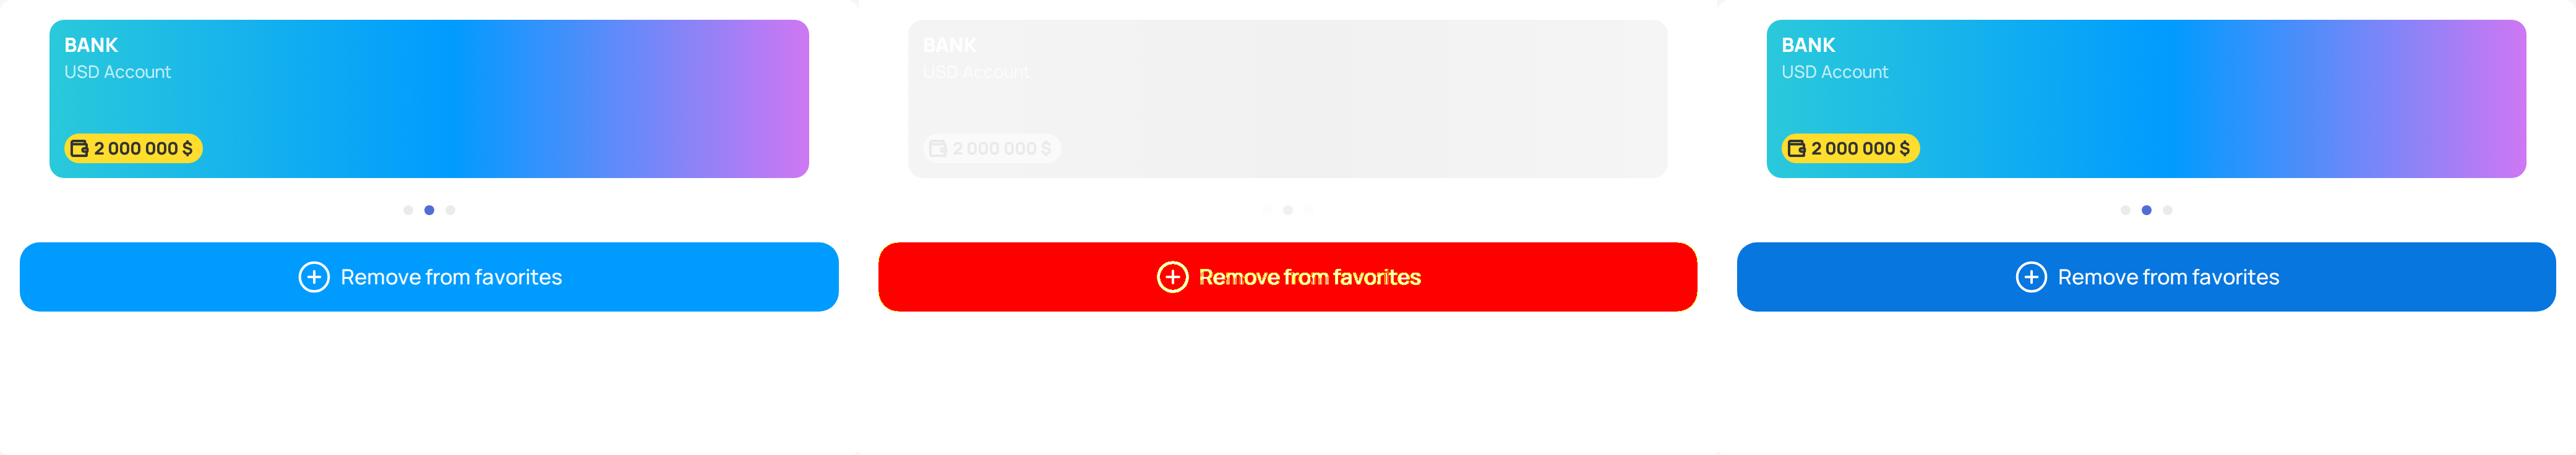 BANK
USD Account
2 000 000 $
Remove from favorites
BANK
USD Account
2 000 000 $
Remove from favorites
BANK
USD Account
2 000 000 $
Remove from favorites